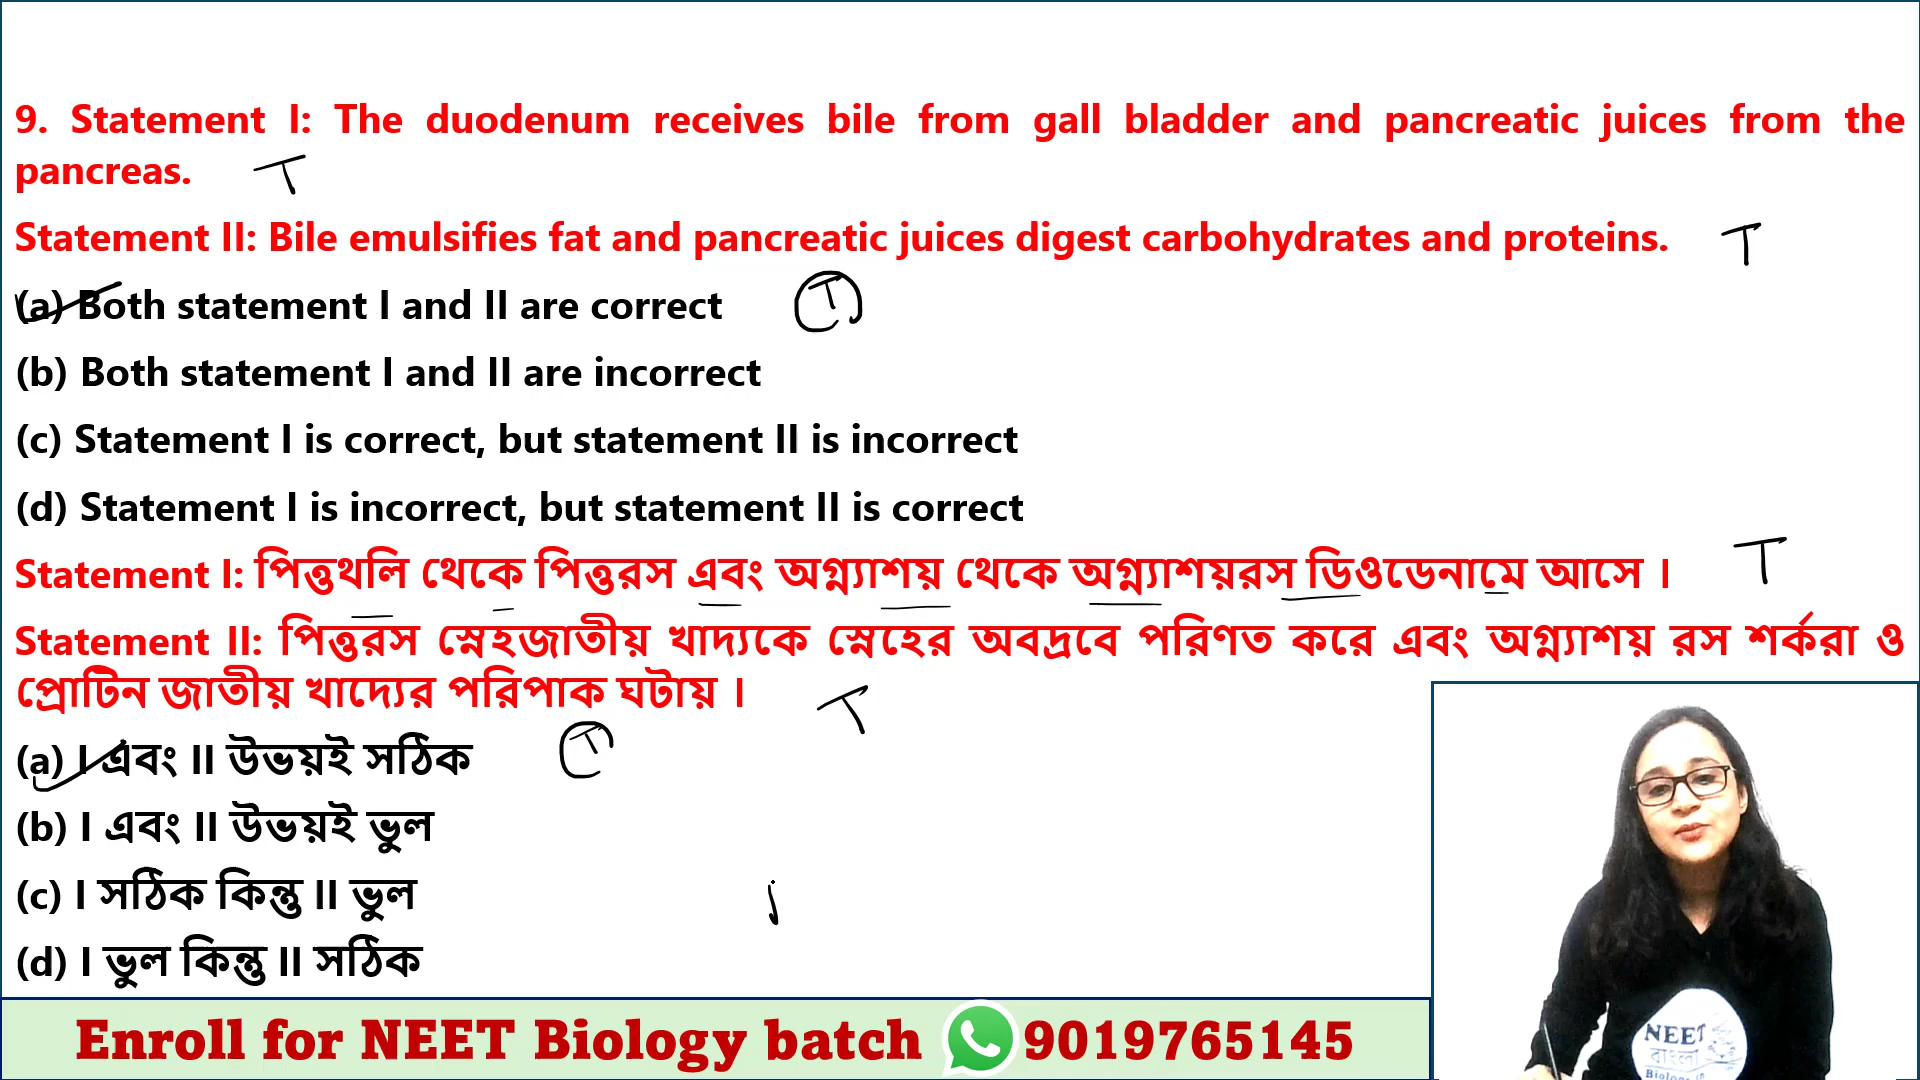 9. Statement I: The duodenum receives bile from gall bladder and pancreatic juices from the
pancreas. T
Statement II: Bile emulsifies fat and pancreatic juices digest carbohydrates and proteins. T
(a) Both statement I and II are correct T
(b) Both statement I and II are incorrect
(c) Statement I is correct, but statement II is incorrect
(d) Statement I is incorrect, but statement II is correct
Statement I: পিত্তথলি থেকে পিত্তরস এবং অগ্ন্যাশয় থেকে অগ্ন্যাশয়রস ডিওডেনামে আসে । T
Statement II: পিত্তরস স্নেহজাতীয় খাদ্যকে স্নেহের অবদ্রবে পরিণত করে এবং অগ্ন্যাশয় রস শর্করা ও
প্রোটিন জাতীয় খাদ্যের পরিপাক ঘটায় । T
(a) I এবং II উভয়ই সঠিক T
(b) I এবং II উভয়ই ভুল
(c) I সঠিক কিন্তু II ভুল
(d) I ভুল কিন্তু II সঠিক
Enroll for NEET Biology batch 9019765145
NEET
বাংলা